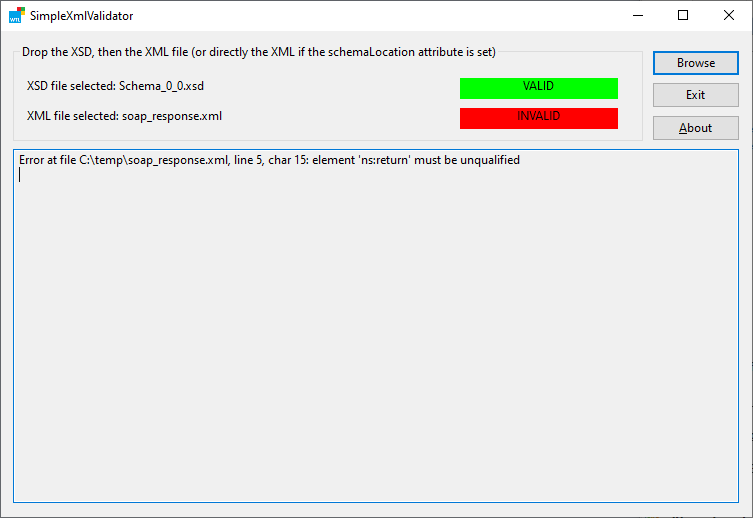 SimpleXmlValidator
Drop the XSD, then the XML file (or directly the XML if the schemaLocation attribute is set)
Browse
XSD file selected: Schema_0_0.xsd
VALID
Exit
XML file selected: soap_response.xml
INVALID
About
Error at file C:\temp\soap_response.xml, line 5, char 15: element 'ns:return' must be unqualified